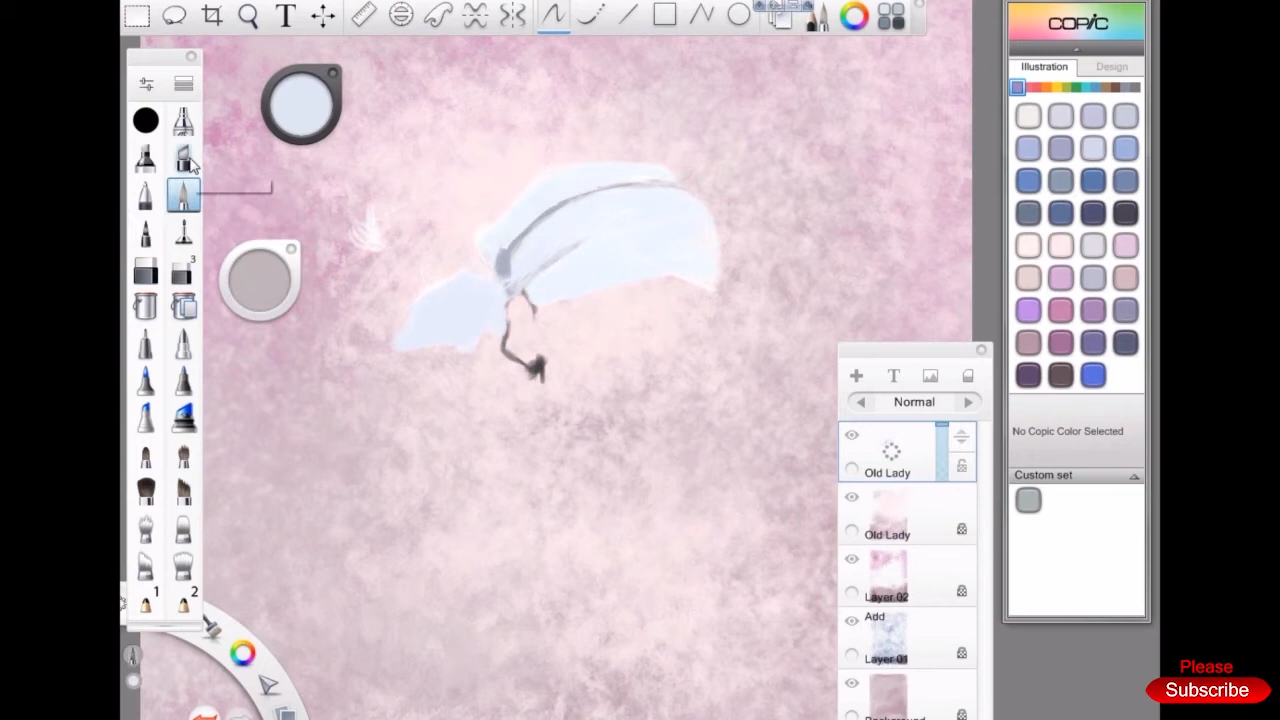 T
COPIC
Illustration
Design
3
T
Normal
No Copic Color Selected
Old Lady
Custom set
Old Lady
Layer 02
1
2
Add
Layer 01
Background
Please
Subscribe